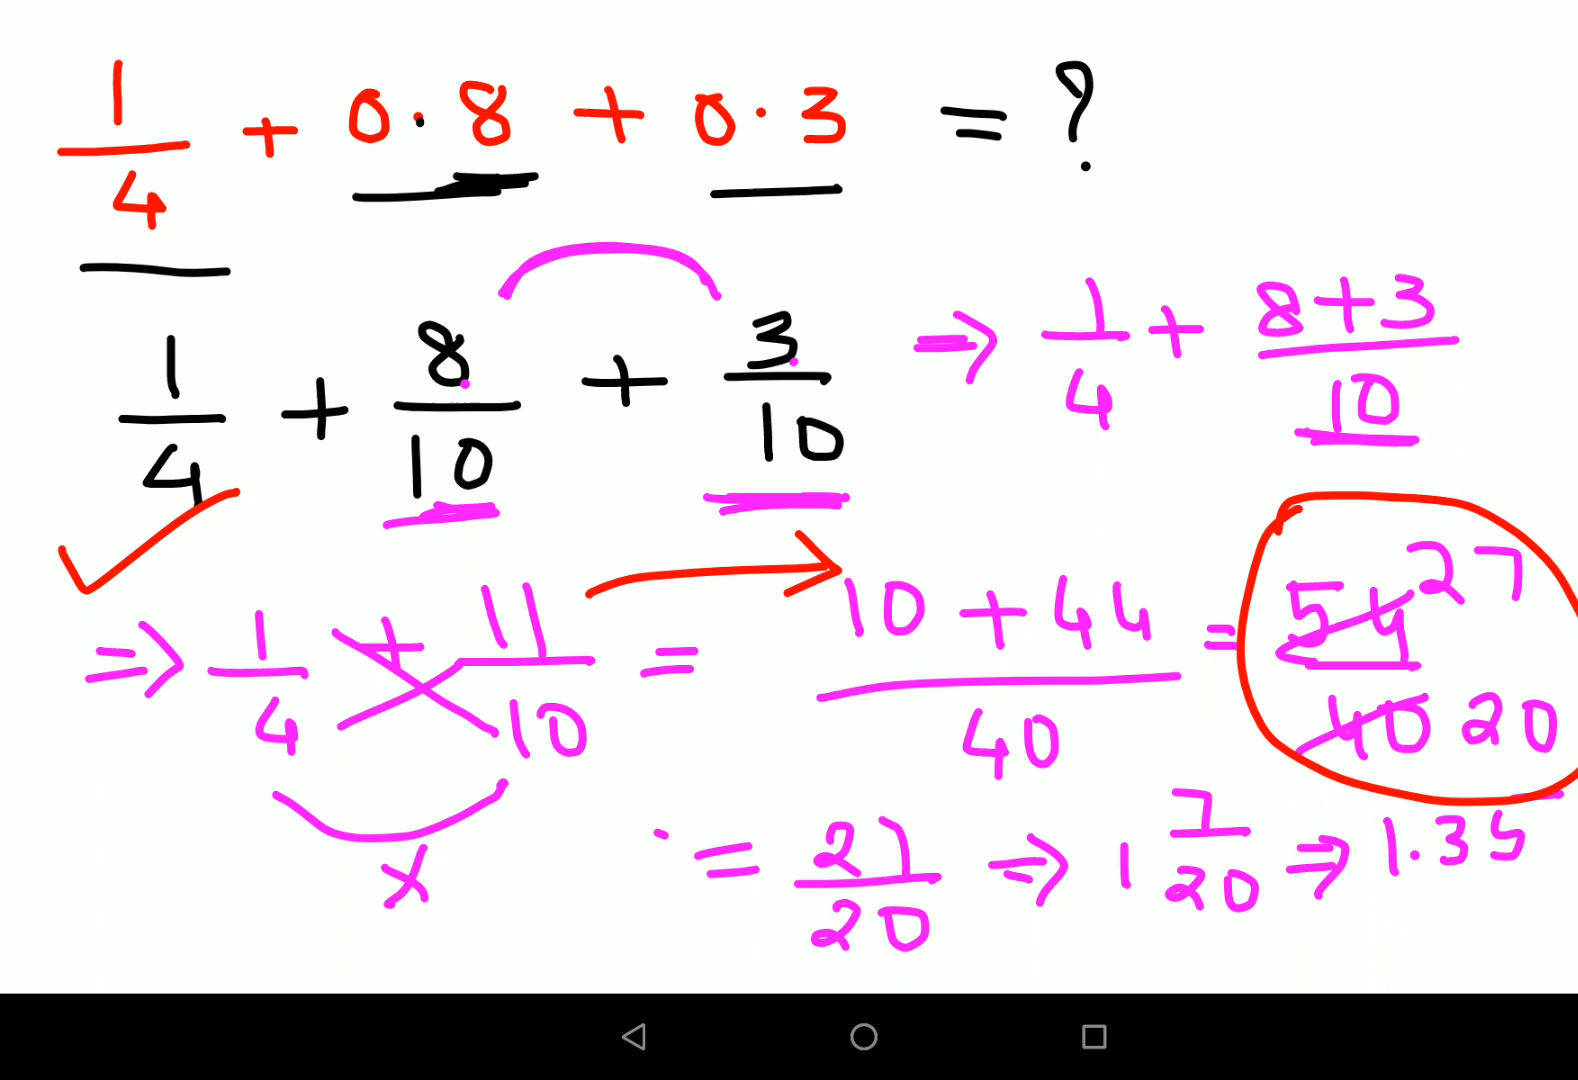 1/4 + 0.8 + 0.3 = ?
1/4 + 8/10 + 3/10 ⇒ 1/4 + 8+3/10
⇒ 1/4 + 11/10 = 10 + 44/40 = 54/40 27/20
x
= 27/20 ⇒ 1 7/20 ⇒ 1.35